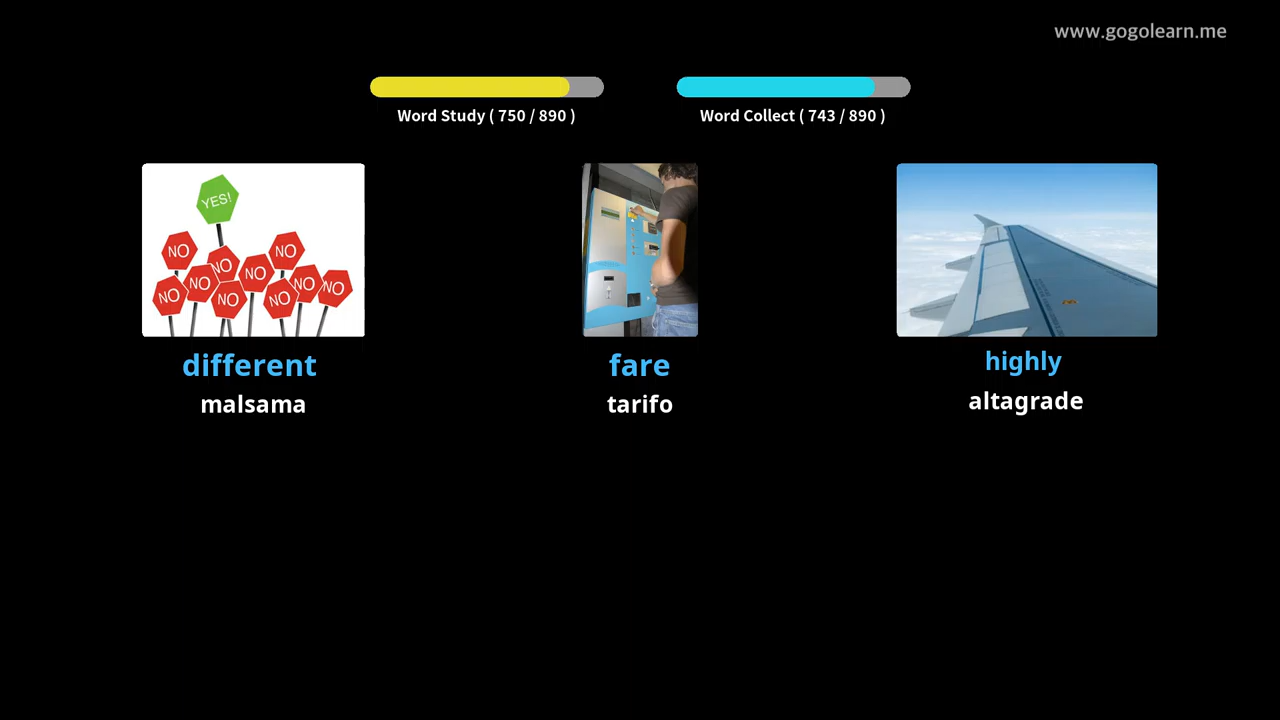 www.gogolearn.me
Word Study ( 750 / 890 )
Word Collect ( 743 / 890 )
YES!
NO
NO
NO
NO
NO
NO
NO
NO
NO
NO
different
fare
highly
malsama
tarifo
altagrade